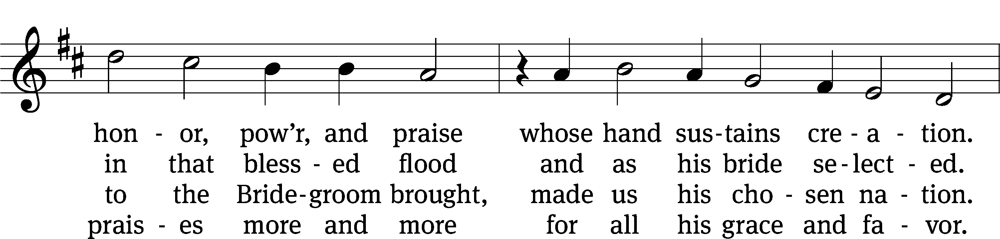 hon - or, pow’r, and praise whose hand sus - tains cre - a - tion.
in that bless - ed flood and as his bride se - lect - ed.
to the Bride - groom brought, made us his cho - sen na - tion.
prais - es more and more for all his grace and fa - vor.